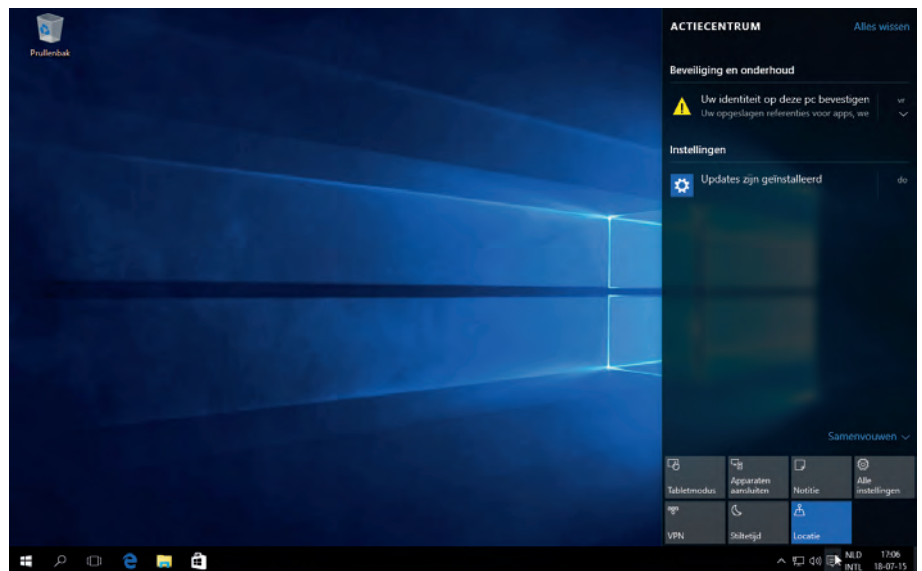 Prullenbak
ACTIECENTRUM
Alles wissen
Beveiliging en onderhoud
Uw identiteit op deze pc bevestigen
vr
Uw opgeslagen referenties voor apps, we
Instellingen
Updates zijn geïnstalleerd
do
Samenvouwen
Tabletmodus
Apparaten
aansluiten
Notitie
Alle
instellingen
VPN
Stiltetijd
Locatie
NLD
17:06
INTL
18-07-15